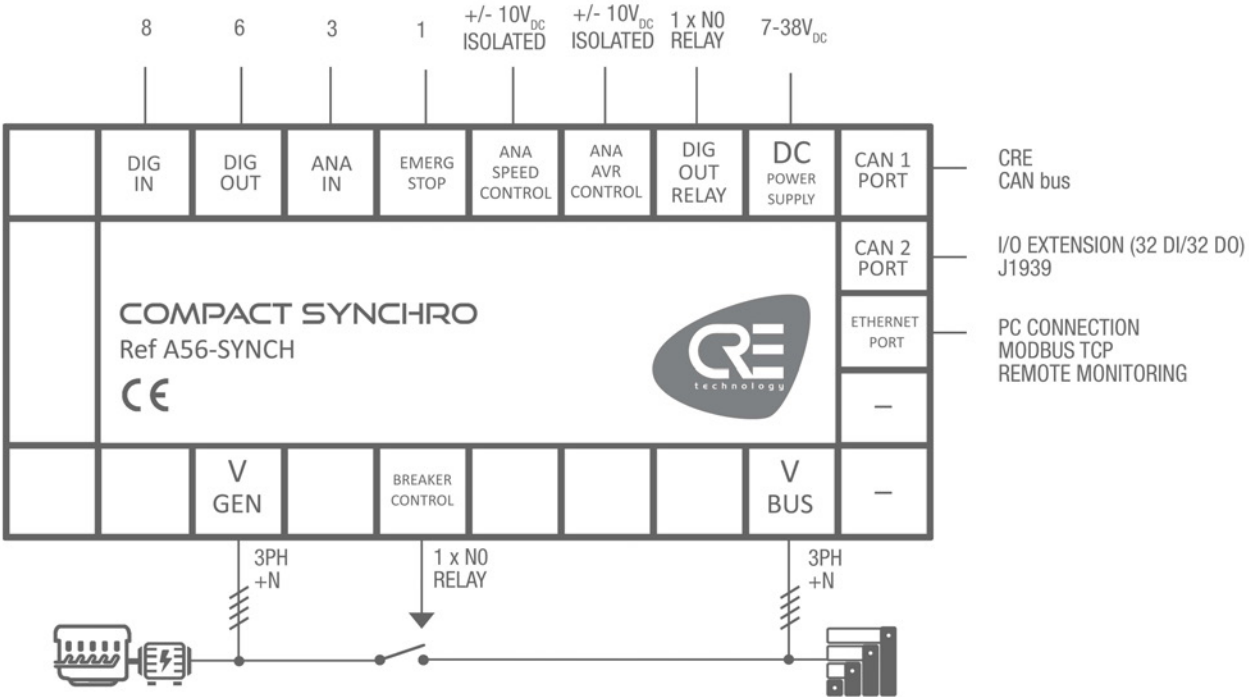 8
6
3
1
+/- 10VDC
ISOLATED
+/- 10VDC
ISOLATED
1 x NO
RELAY
7-38VDC
DIG
IN
DIG
OUT
ANA
IN
EMERG
STOP
ANA
SPEED
CONTROL
ANA
AVR
CONTROL
DIG
OUT
RELAY
DC
POWER
SUPPLY
CAN 1
PORT
CRE
CAN bus
CAN 2
PORT
I/O EXTENSION (32 DI/32 DO)
J1939
ETHERNET
PORT
PC CONNECTION
MODBUS TCP
REMOTE MONITORING
COMPACT SYNCHRO
Ref A56-SYNCH
CE
CRE
technology
–
–
V
GEN
BREAKER
CONTROL
V
BUS
3PH
+N
1 x NO
RELAY
3PH
+N